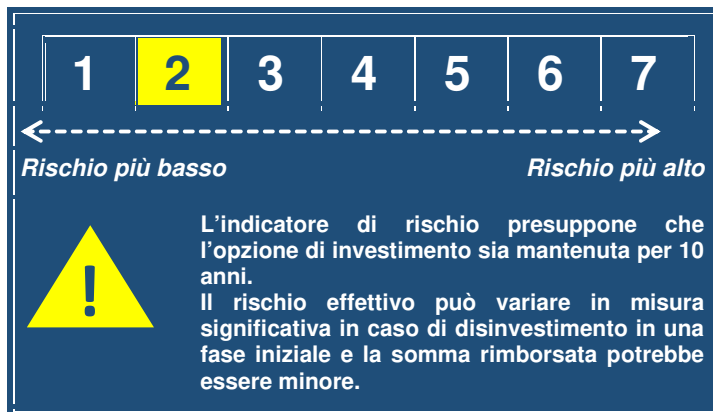 1 2 3 4 5 6 7
Rischio più basso Rischio più alto
L'indicatore di rischio presuppone che
l'opzione di investimento sia mantenuta per 10
anni.
Il rischio effettivo può variare in misura
significativa in caso di disinvestimento in una
fase iniziale e la somma rimborsata potrebbe
essere minore.
!